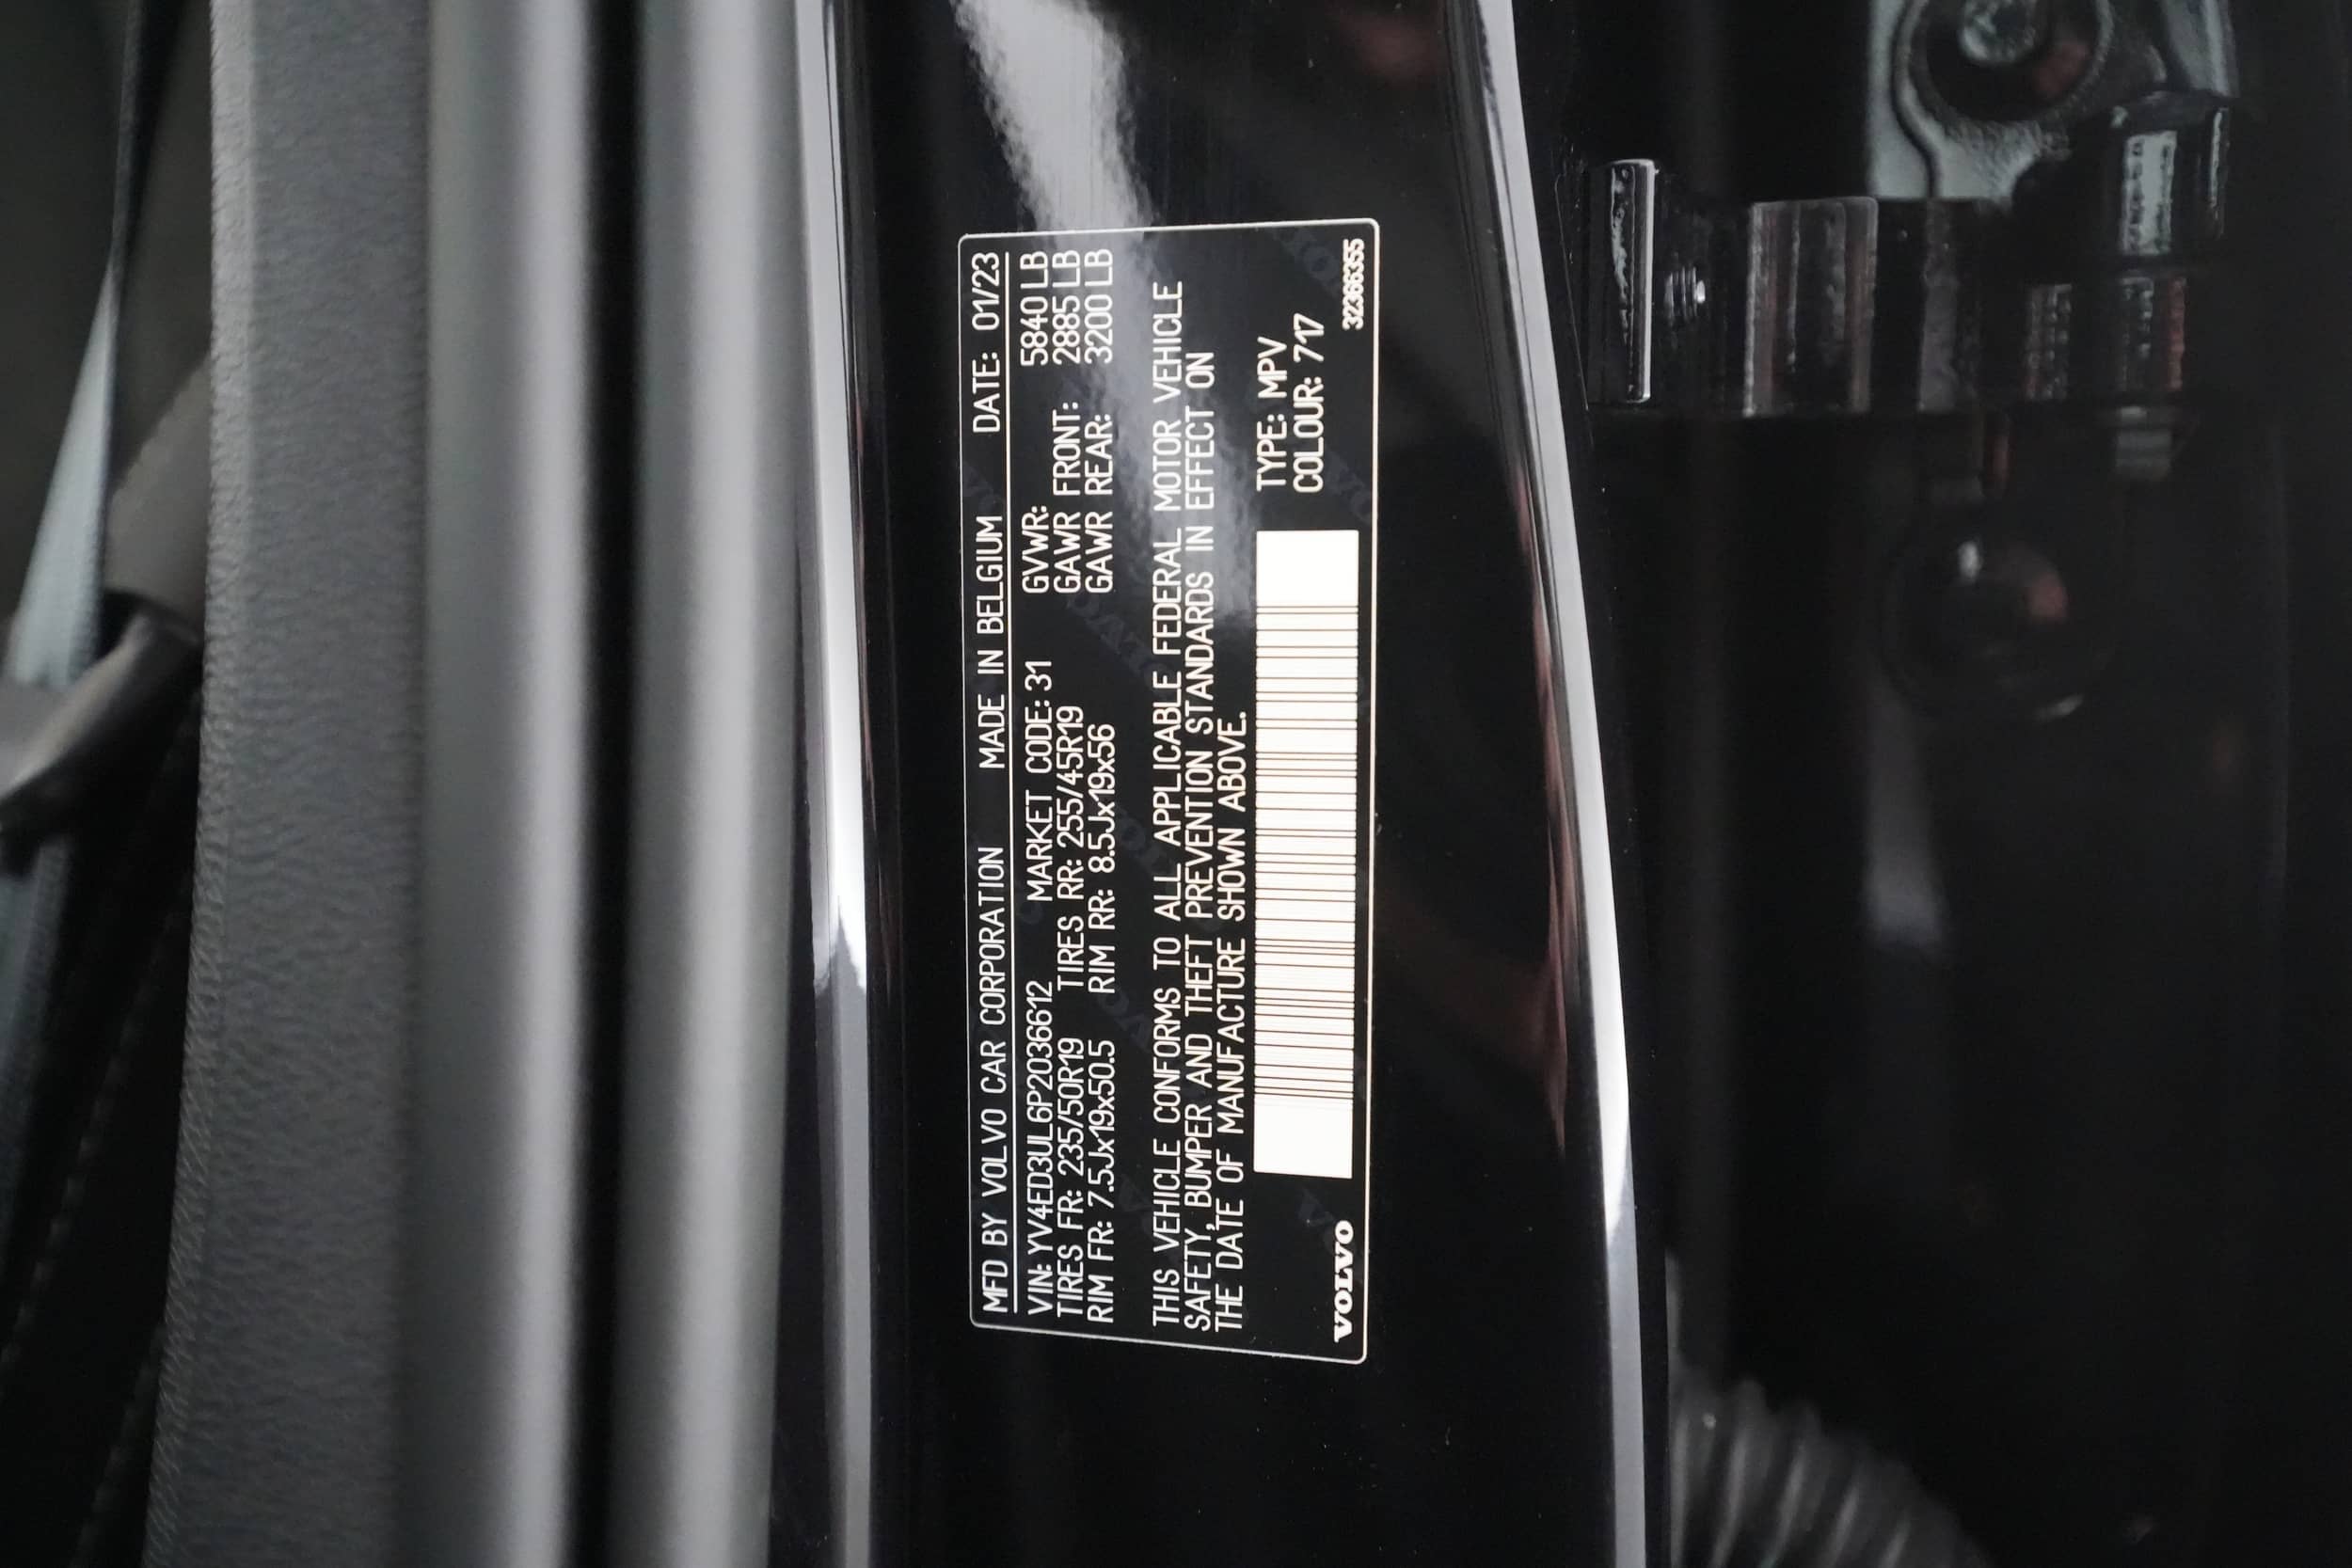 MFD BY VOLVO CAR CORPORATION MADE IN BELGIUM DATE: 01/23
VIN: YV4ED3UL6P2036612 MARKET CODE: 31 GVWR: 5840 LB
TIRES FR: 235/50R19 TIRES RR: 255/45R19 GAWR FRONT: 2885 LB
RIM FR: 7.5Jx19x50.5 RIM RR: 8.5Jx19x56 GAWR REAR: 3200 LB
THIS VEHICLE CONFORMS TO ALL APPLICABLE FEDERAL MOTOR VEHICLE
SAFETY, BUMPER AND THEFT PREVENTION STANDARDS IN EFFECT ON
THE DATE OF MANUFACTURE SHOWN ABOVE.
TYPE: MPV
COLOUR: 717
VOLVO
32366355